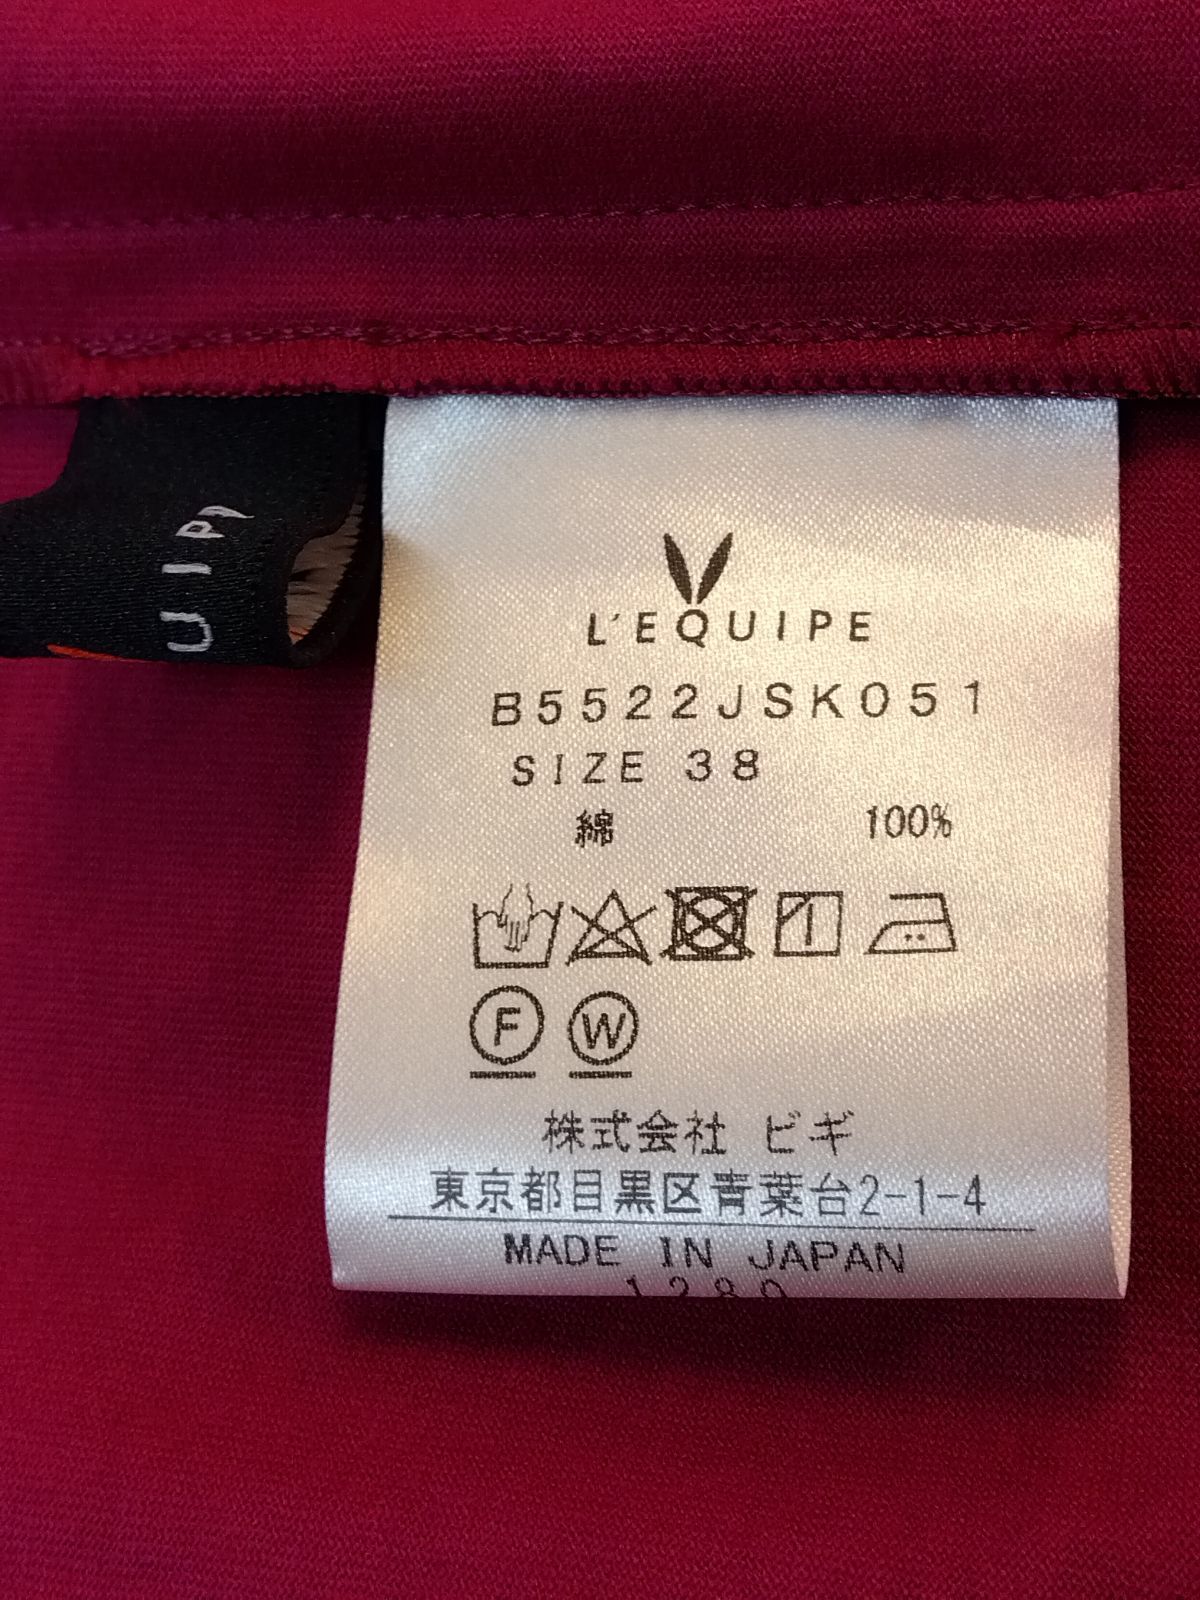 UIP
L'EQUIPE
B5522JSK051
SIZE 38
綿 100%
F W
株式会社 ビギ
東京都目黒区青葉台2-1-4
MADE IN JAPAN